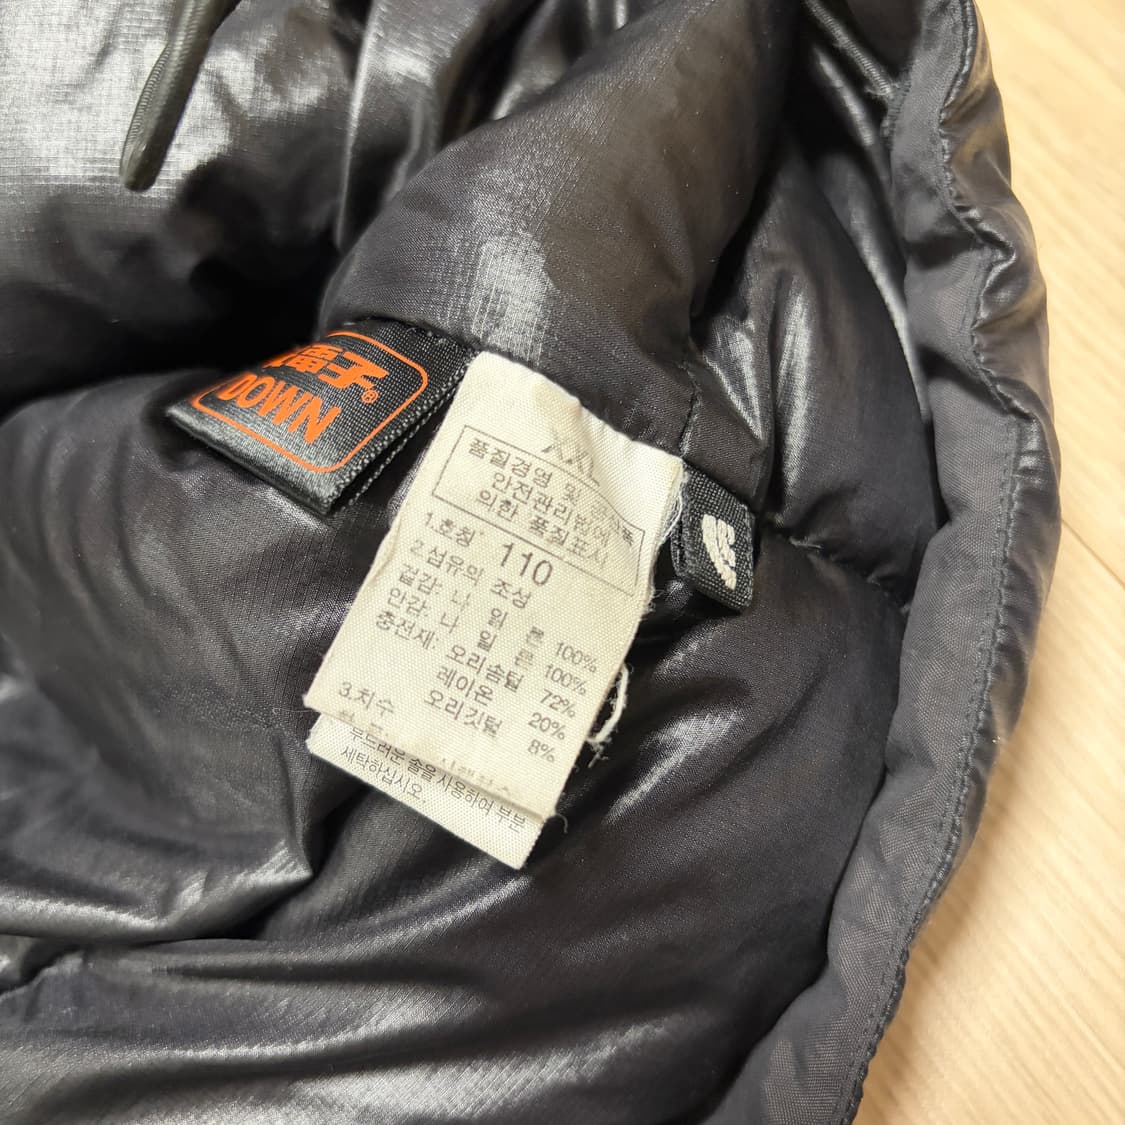 NMOO
XXL
품질경영 및
안전관리법에
의한 품질표시
1.호칭 110
2.섬유의 조성
겉감: 나 일 론 100%
안감: 나 일 론 100%
충전재: 오리솜털 72%
레이온 20%
오리깃털 8%
3.치수
부드러운 솔을 사용하여 부분
세탁하십시오.